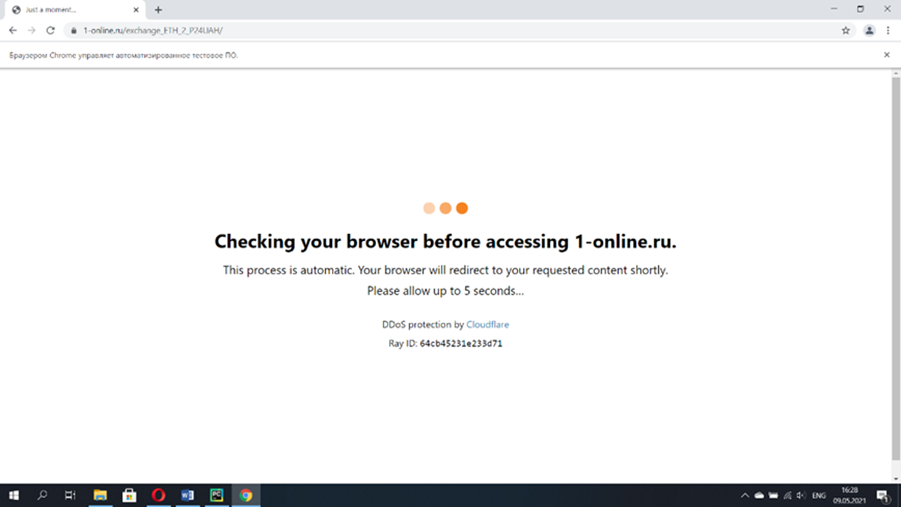 Just a moment...
1-online.ru/exchange_ETH_2_P24UAH/
Браузером Chrome управляет автоматизированное тестовое ПО.
Checking your browser before accessing 1-online.ru.
This process is automatic. Your browser will redirect to your requested content shortly.
Please allow up to 5 seconds...
DDoS protection by Cloudflare
Ray ID: 64cb45231e233d71
W
PC
ENG
16:28
09.05.2021
1